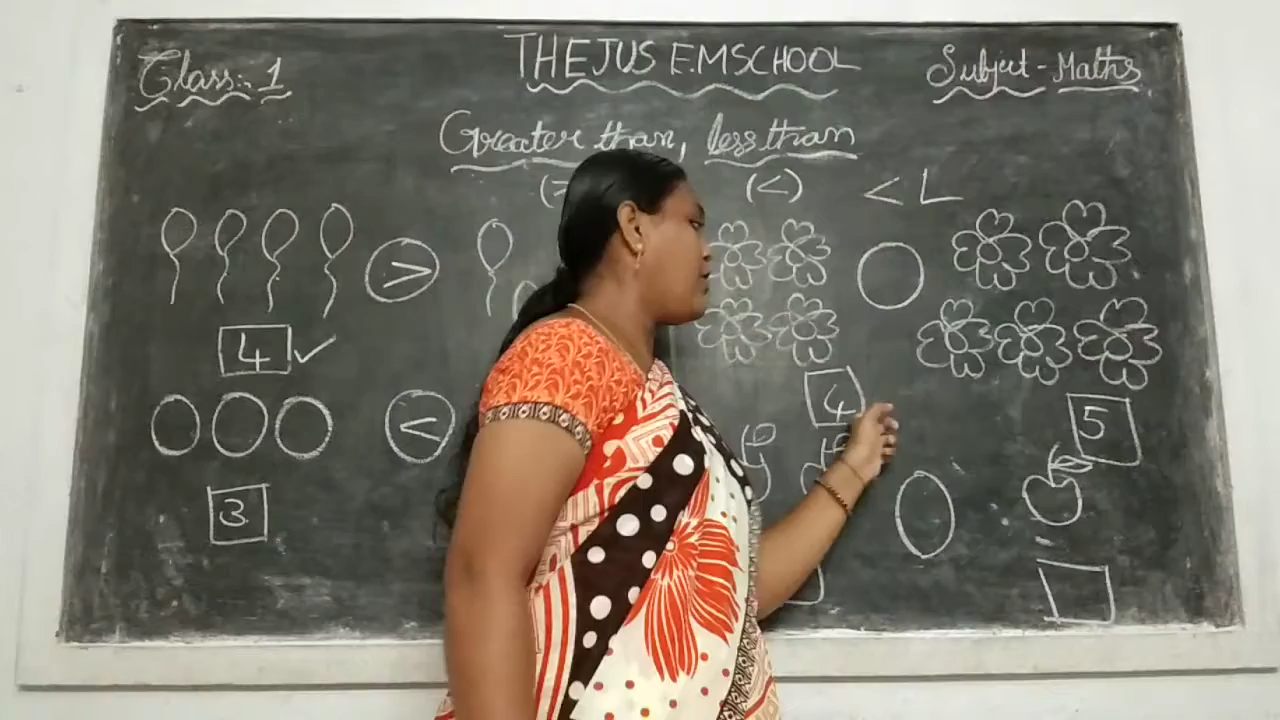 Class:- 1
THEJUS E.M SCHOOL
Subject - Maths
Greater than, less than
(<) < L
>
4 ✓
<
3
4
5